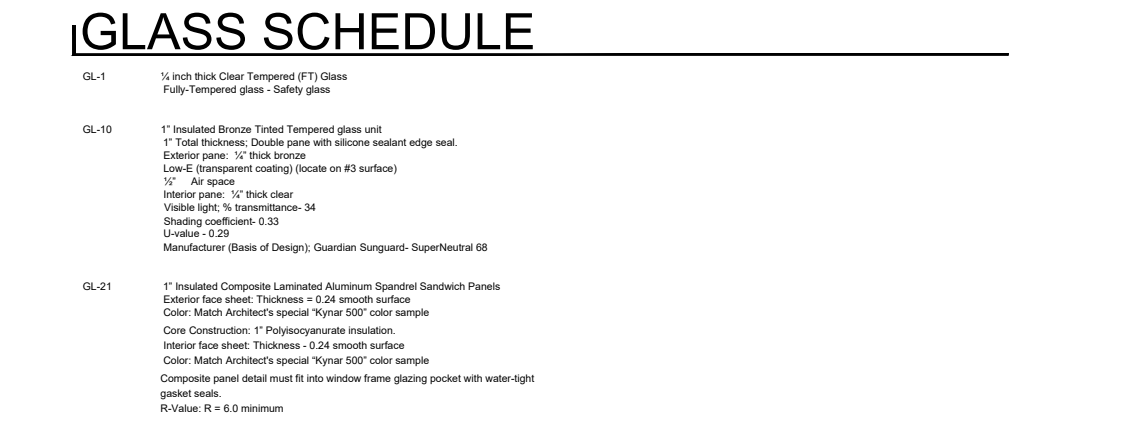 GLASS SCHEDULE
GL-1 ¼ inch thick Clear Tempered (FT) Glass
Fully-Tempered glass - Safety glass
GL-10 1” Insulated Bronze Tinted Tempered glass unit
1” Total thickness; Double pane with silicone sealant edge seal.
Exterior pane: ¼” thick bronze
Low-E (transparent coating) (locate on #3 surface)
½” Air space
Interior pane: ¼” thick clear
Visible light; % transmittance- 34
Shading coefficient- 0.33
U-value - 0.29
Manufacturer (Basis of Design); Guardian Sunguard- SuperNeutral 68
GL-21 1” Insulated Composite Laminated Aluminum Spandrel Sandwich Panels
Exterior face sheet: Thickness = 0.24 smooth surface
Color: Match Architect's special “Kynar 500” color sample
Core Construction: 1” Polyisocyanurate insulation.
Interior face sheet: Thickness - 0.24 smooth surface
Color: Match Architect's special “Kynar 500” color sample
Composite panel detail must fit into window frame glazing pocket with water-tight
gasket seals.
R-Value: R = 6.0 minimum